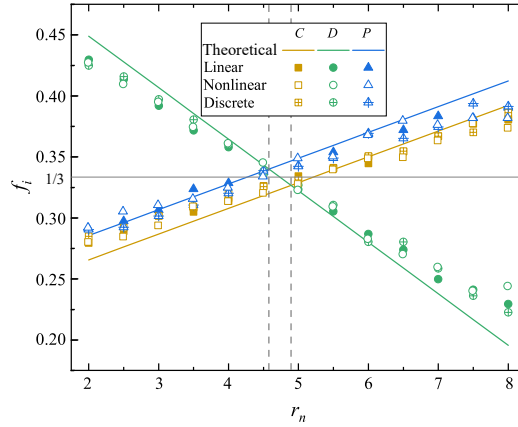 0.45
0.40
0.35
1/3
0.30
0.25
0.20
f_i
C D P
Theoretical
Linear
Nonlinear
Discrete
2 3 4 5 6 7 8
r_n